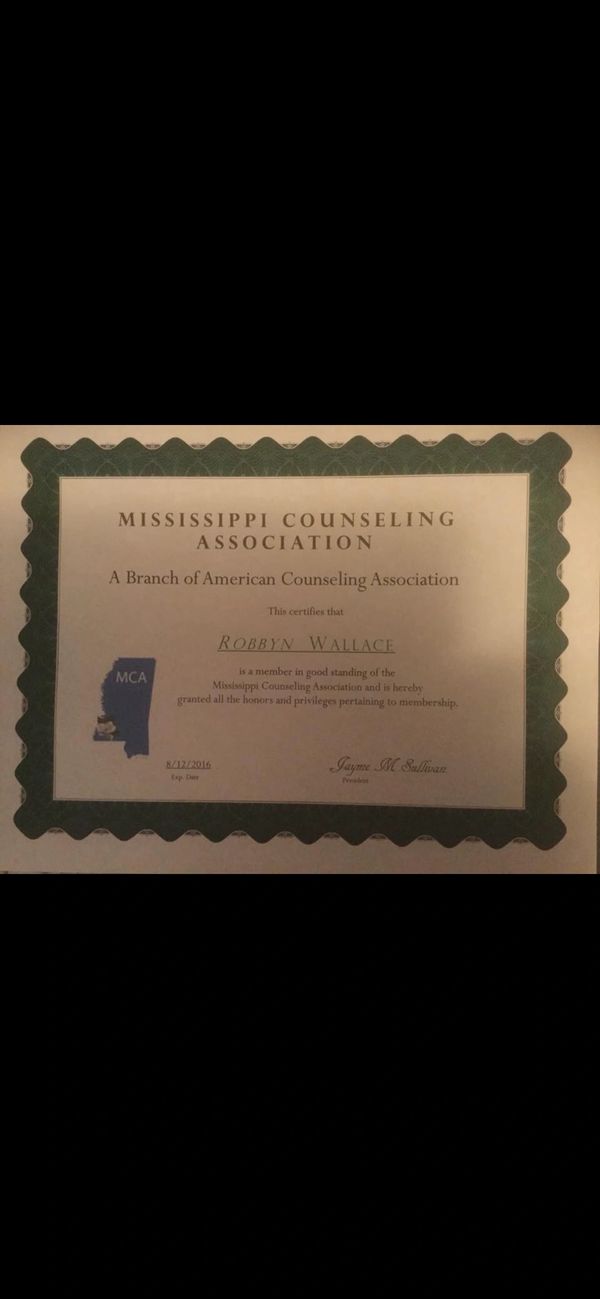 MISSISSIPPI COUNSELING
ASSOCIATION
A Branch of American Counseling Association
This certifies that
ROBBYN WALLACE
is a member in good standing of the
Mississippi Counseling Association and is hereby
granted all the honors and privileges pertaining to membership.
MCA
8/12/2016
Exp. Date
Jayme M Sullivan
President